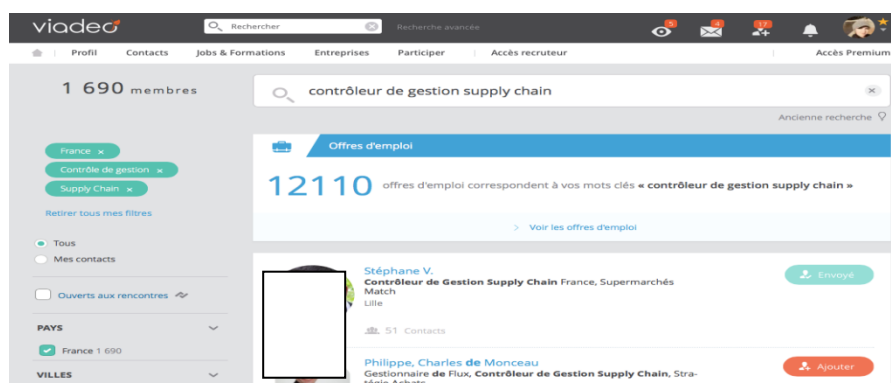 viadeo
Rechercher
Recherche avancée
5
4
17
Profil
Contacts
Jobs & Formations
Entreprises
Participer
Accès recruteur
Accès Premium
1 690 membres
contrôleur de gestion supply chain
Ancienne recherche
France ×
Contrôle de gestion ×
Supply Chain ×
Retirer tous mes filtres
Offres d'emploi
12110 offres d'emploi correspondent à vos mots clés « contrôleur de gestion supply chain »
> Voir les offres d'emploi
Tous
Mes contacts
Ouverts aux rencontres
PAYS
France 1 690
VILLES
Stéphane V.
Contrôleur de Gestion Supply Chain France, Supermarchés
Match
Lille
51 Contacts
Envoyé
Philippe, Charles de Monceau
Gestionnaire de Flux, Contrôleur de Gestion Supply Chain, Stra-
tégie Achats
Ajouter